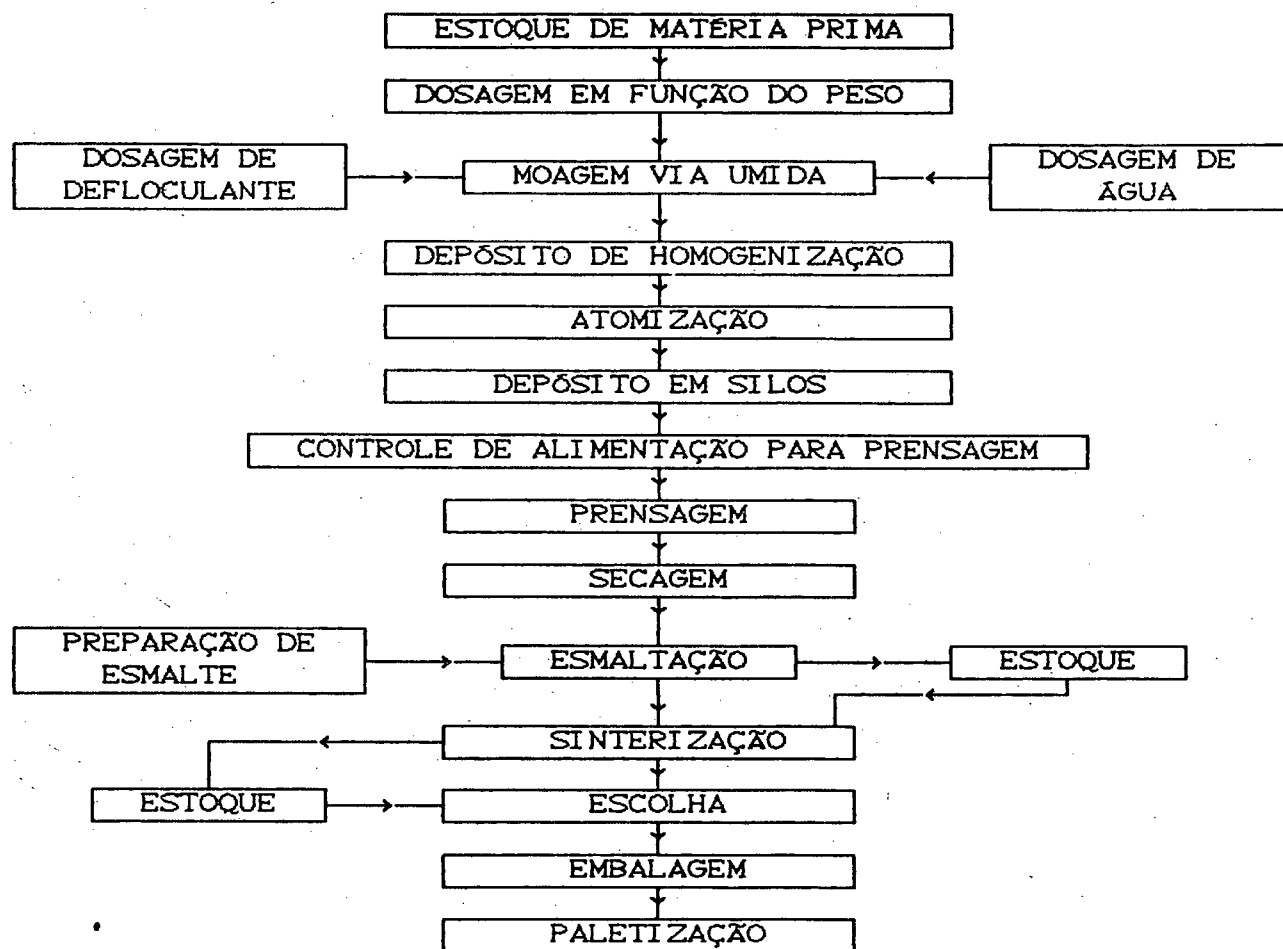 ESTOQUE DE MATÉRIA PRIMA
DOSAGEM EM FUNÇÃO DO PESO
DOSAGEM DE
DEFLOCULANTE
MOAGEM VIA UMIDA
DOSAGEM DE
ÁGUA
DEPÓSITO DE HOMOGENIZAÇÃO
ATOMIZAÇÃO
DEPÓSITO EM SILOS
CONTROLE DE ALIMENTAÇÃO PARA PRENSAGEM
PRENSAGEM
SECAGEM
PREPARAÇÃO DE
ESMALTE
ESMALTAÇÃO
ESTOQUE
SINTERIZAÇÃO
ESTOQUE
ESCOLHA
EMBALAGEM
PALETIZAÇÃO